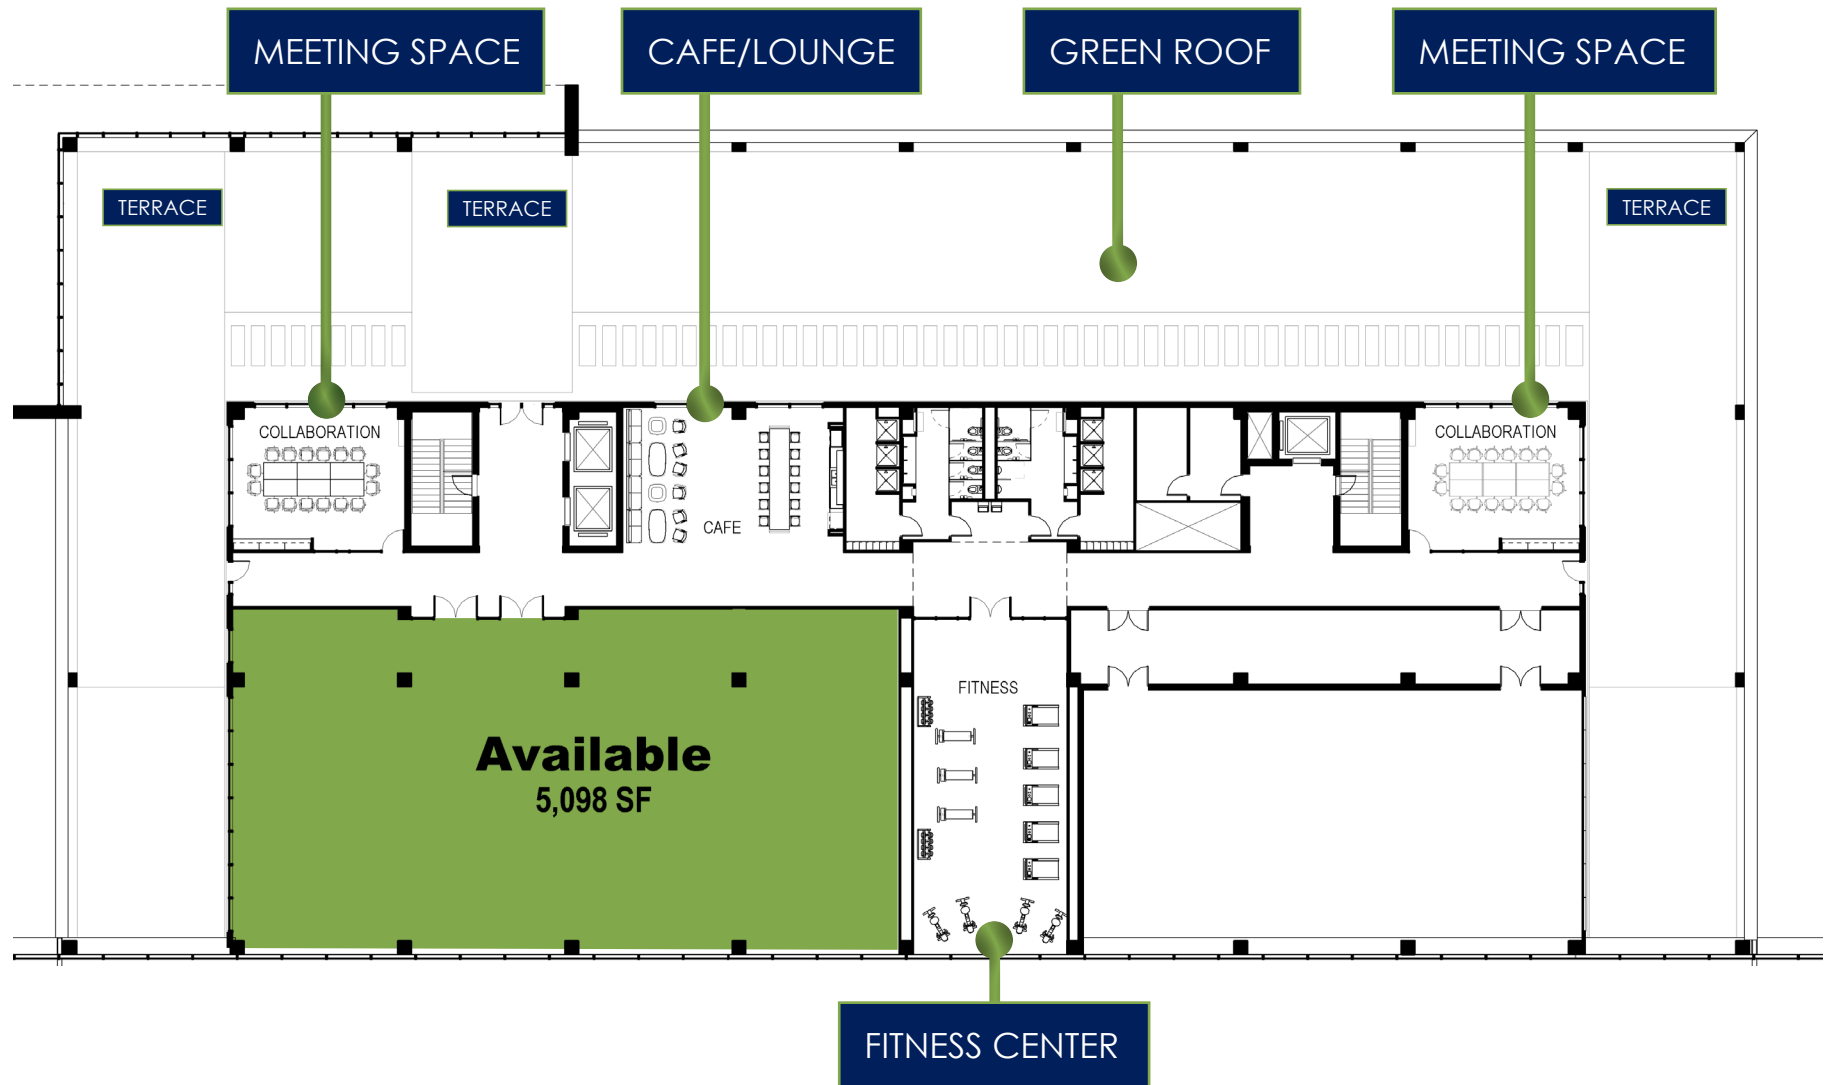 MEETING SPACE
CAFE/LOUNGE
GREEN ROOF
MEETING SPACE
TERRACE
TERRACE
TERRACE
COLLABORATION
COLLABORATION
CAFE
FITNESS
Available
5,098 SF
FITNESS CENTER